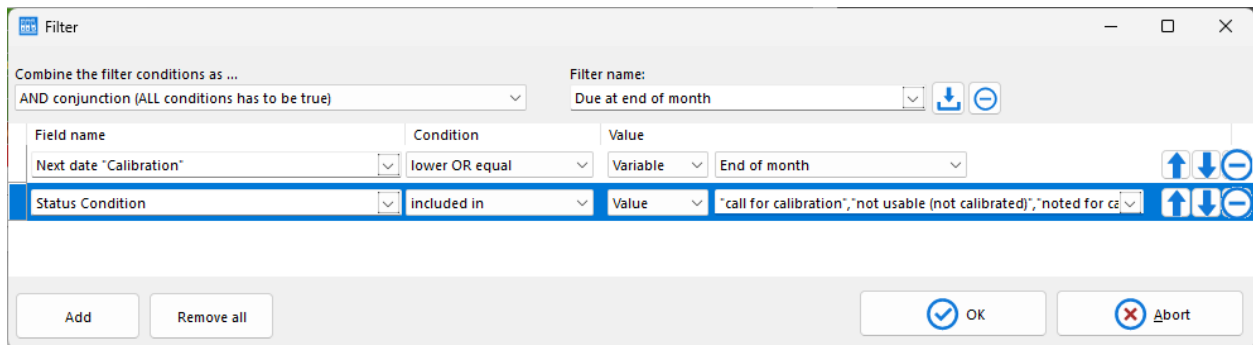 Filter
Combine the filter conditions as ...
Filter name:
AND conjunction (ALL conditions has to be true)
Due at end of month
Field name Condition Value
Next date "Calibration" lower OR equal Variable End of month
Status Condition included in Value "call for calibration","not usable (not calibrated)","noted for ca
Add Remove all OK Abort